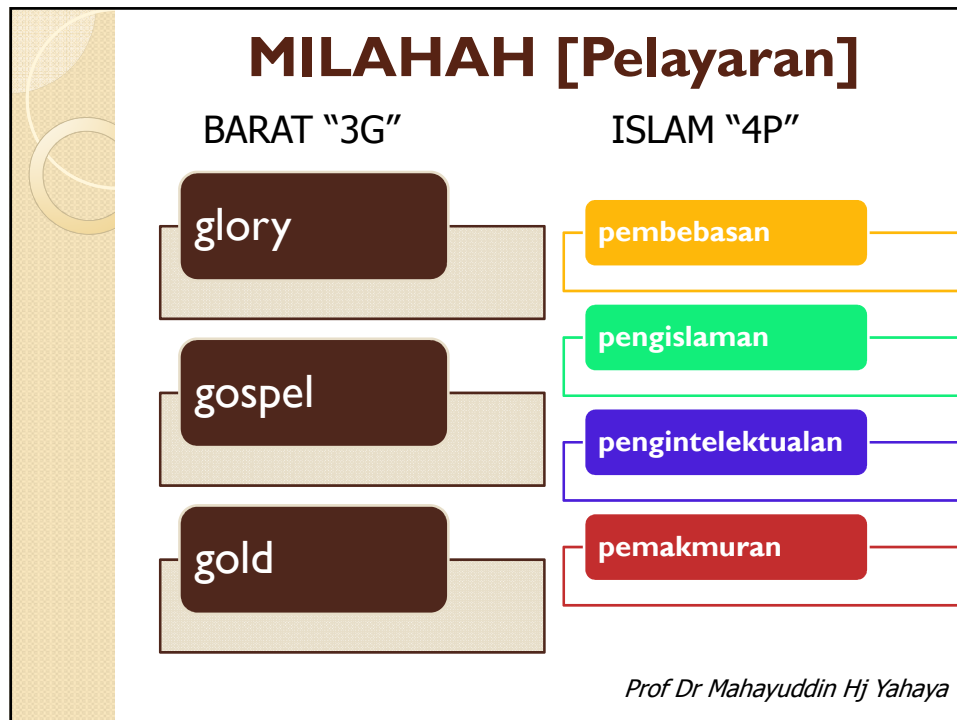 MILAHAH [Pelayaran]
BARAT “3G”
glory
gospel
gold
ISLAM “4P”
pembebasan
pengislaman
pengintelektualan
pemakmuran
Prof Dr Mahayuddin Hj Yahaya